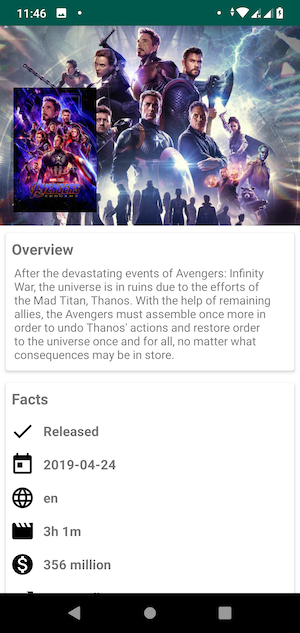 11:46
AVENGERS
Overview
After the devastating events of Avengers: Infinity
War, the universe is in ruins due to the efforts of
the Mad Titan, Thanos. With the help of remaining
allies, the Avengers must assemble once more in
order to undo Thanos' actions and restore order
to the universe once and for all, no matter what
consequences may be in store.
Facts
Released
2019-04-24
en
3h 1m
356 million